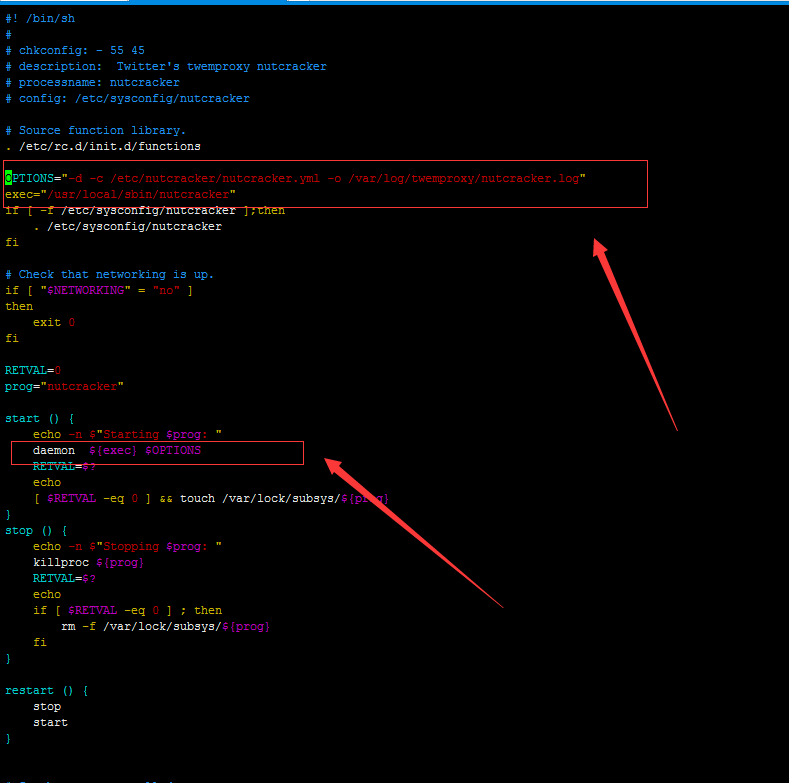 #! /bin/sh
#
# chkconfig: - 55 45
# description:  Twitter's twemproxy nutcracker
# processname: nutcracker
# config: /etc/sysconfig/nutcracker
# Source function library.
. /etc/rc.d/init.d/functions
OPTIONS="-d -c /etc/nutcracker/nutcracker.yml -o /var/log/twemproxy/nutcracker.log"
exec="/usr/local/sbin/nutcracker"
if [ -f /etc/sysconfig/nutcracker ];then
    . /etc/sysconfig/nutcracker
fi
# Check that networking is up.
if [ "$NETWORKING" = "no" ]
then
    exit 0
fi
RETVAL=0
prog="nutcracker"
start () {
    echo -n $"Starting $prog: "
    daemon  ${exec} $OPTIONS
    RETVAL=$?
    echo
    [ $RETVAL -eq 0 ] && touch /var/lock/subsys/${prog}
}
stop () {
    echo -n $"Stopping $prog: "
    killproc ${prog}
    RETVAL=$?
    echo
    if [ $RETVAL -eq 0 ] ; then
        rm -f /var/lock/subsys/${prog}
    fi
}
restart () {
    stop
    start
}